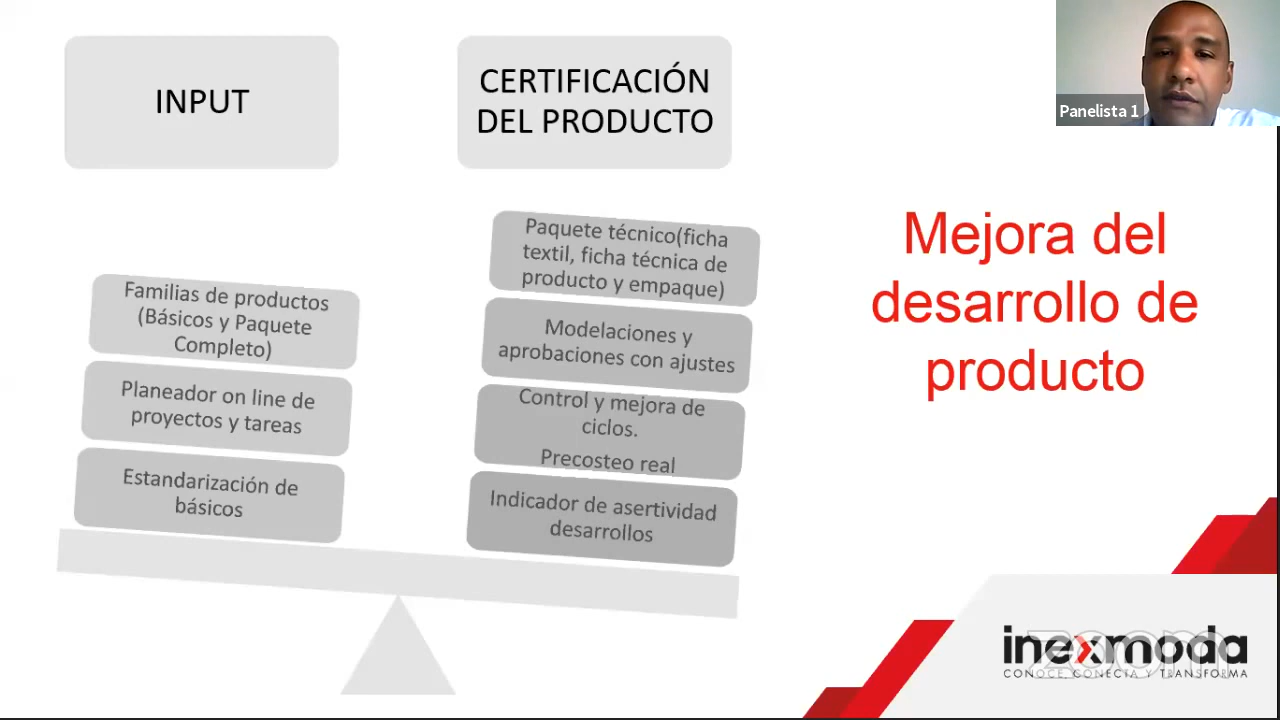 INPUT
CERTIFICACIÓN
DEL PRODUCTO
Panelista 1
Familias de productos
(Básicos y Paquete
Completo)
Planeador on line de
proyectos y tareas
Estandarización de
básicos
Paquete técnico(ficha
textil, ficha técnica de
producto y empaque)
Modelaciones y
aprobaciones con ajustes
Control y mejora de
ciclos.
Precosteo real
Indicador de asertividad
desarrollos
Mejora del
desarrollo de
producto
inexmoda
zoom
CONOCE, CONECTA Y TRANSFORMA